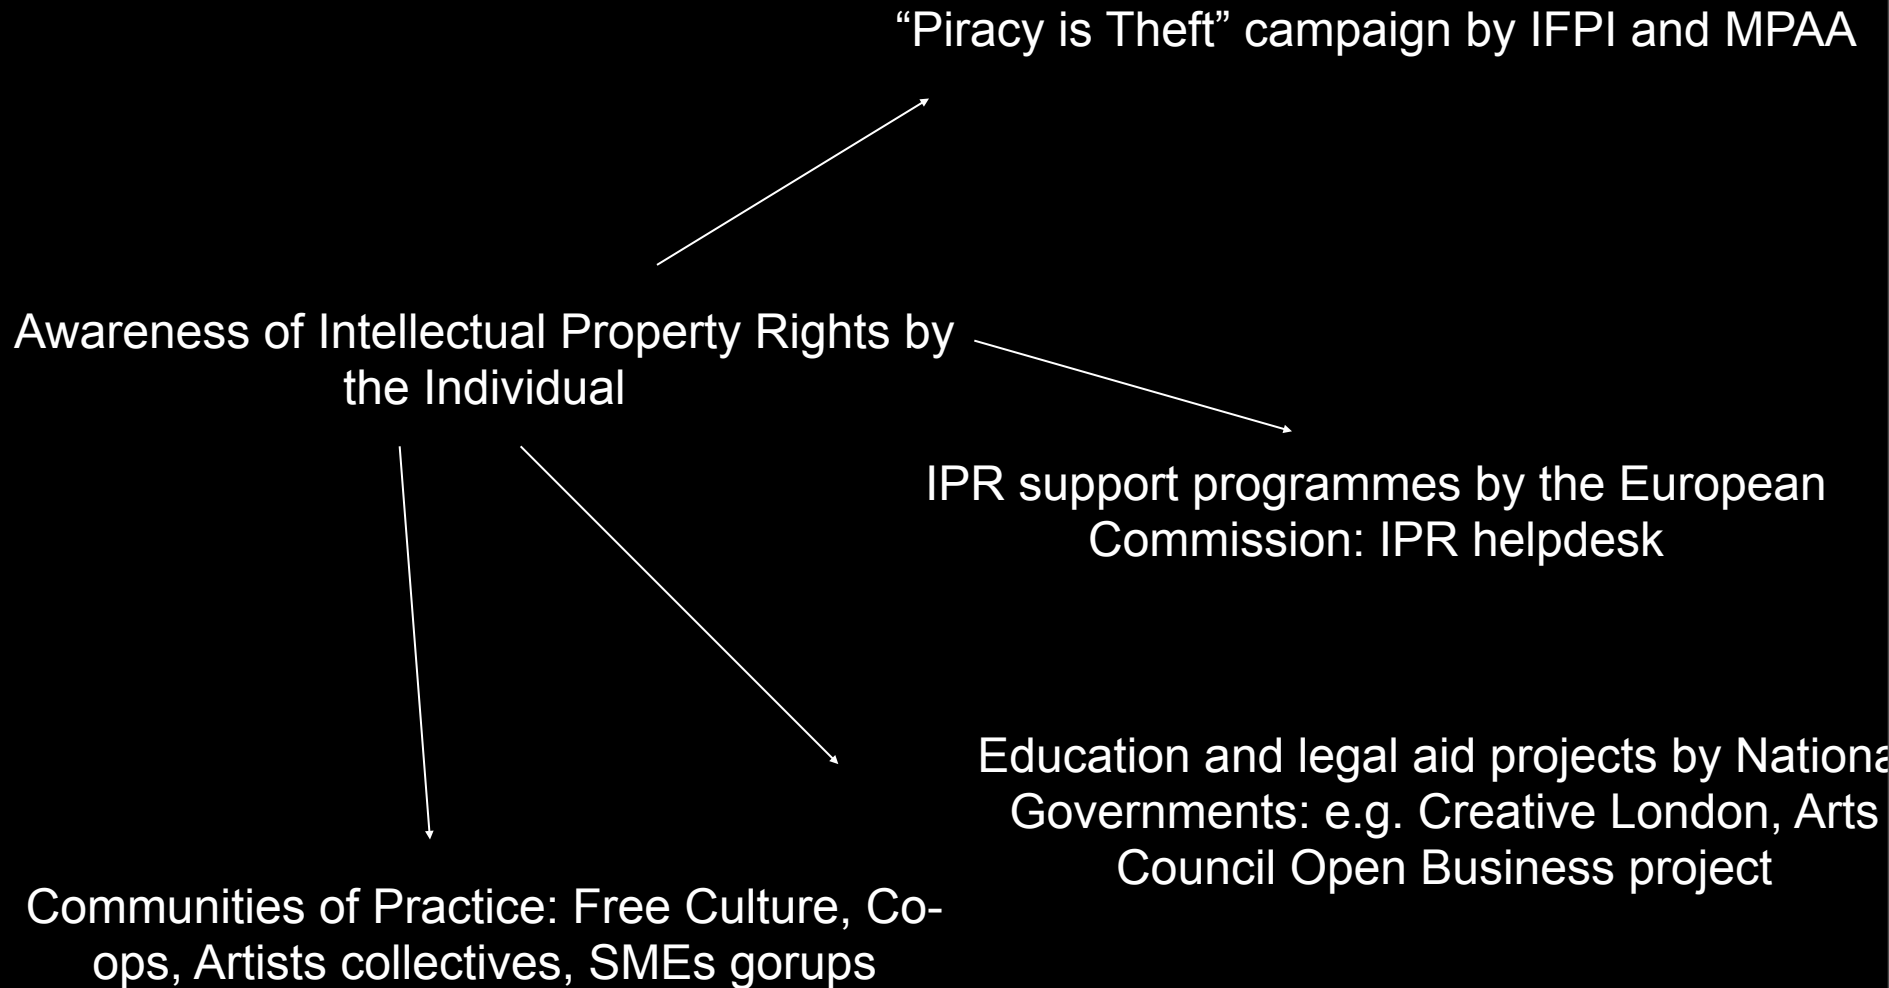 “Piracy is Theft” campaign by IFPI and MPAA
Awareness of Intellectual Property Rights by
the Individual
IPR support programmes by the European
Commission: IPR helpdesk
Education and legal aid projects by Nationa
Governments: e.g. Creative London, Arts
Council Open Business project
Communities of Practice: Free Culture, Co-
ops, Artists collectives, SMEs gorups